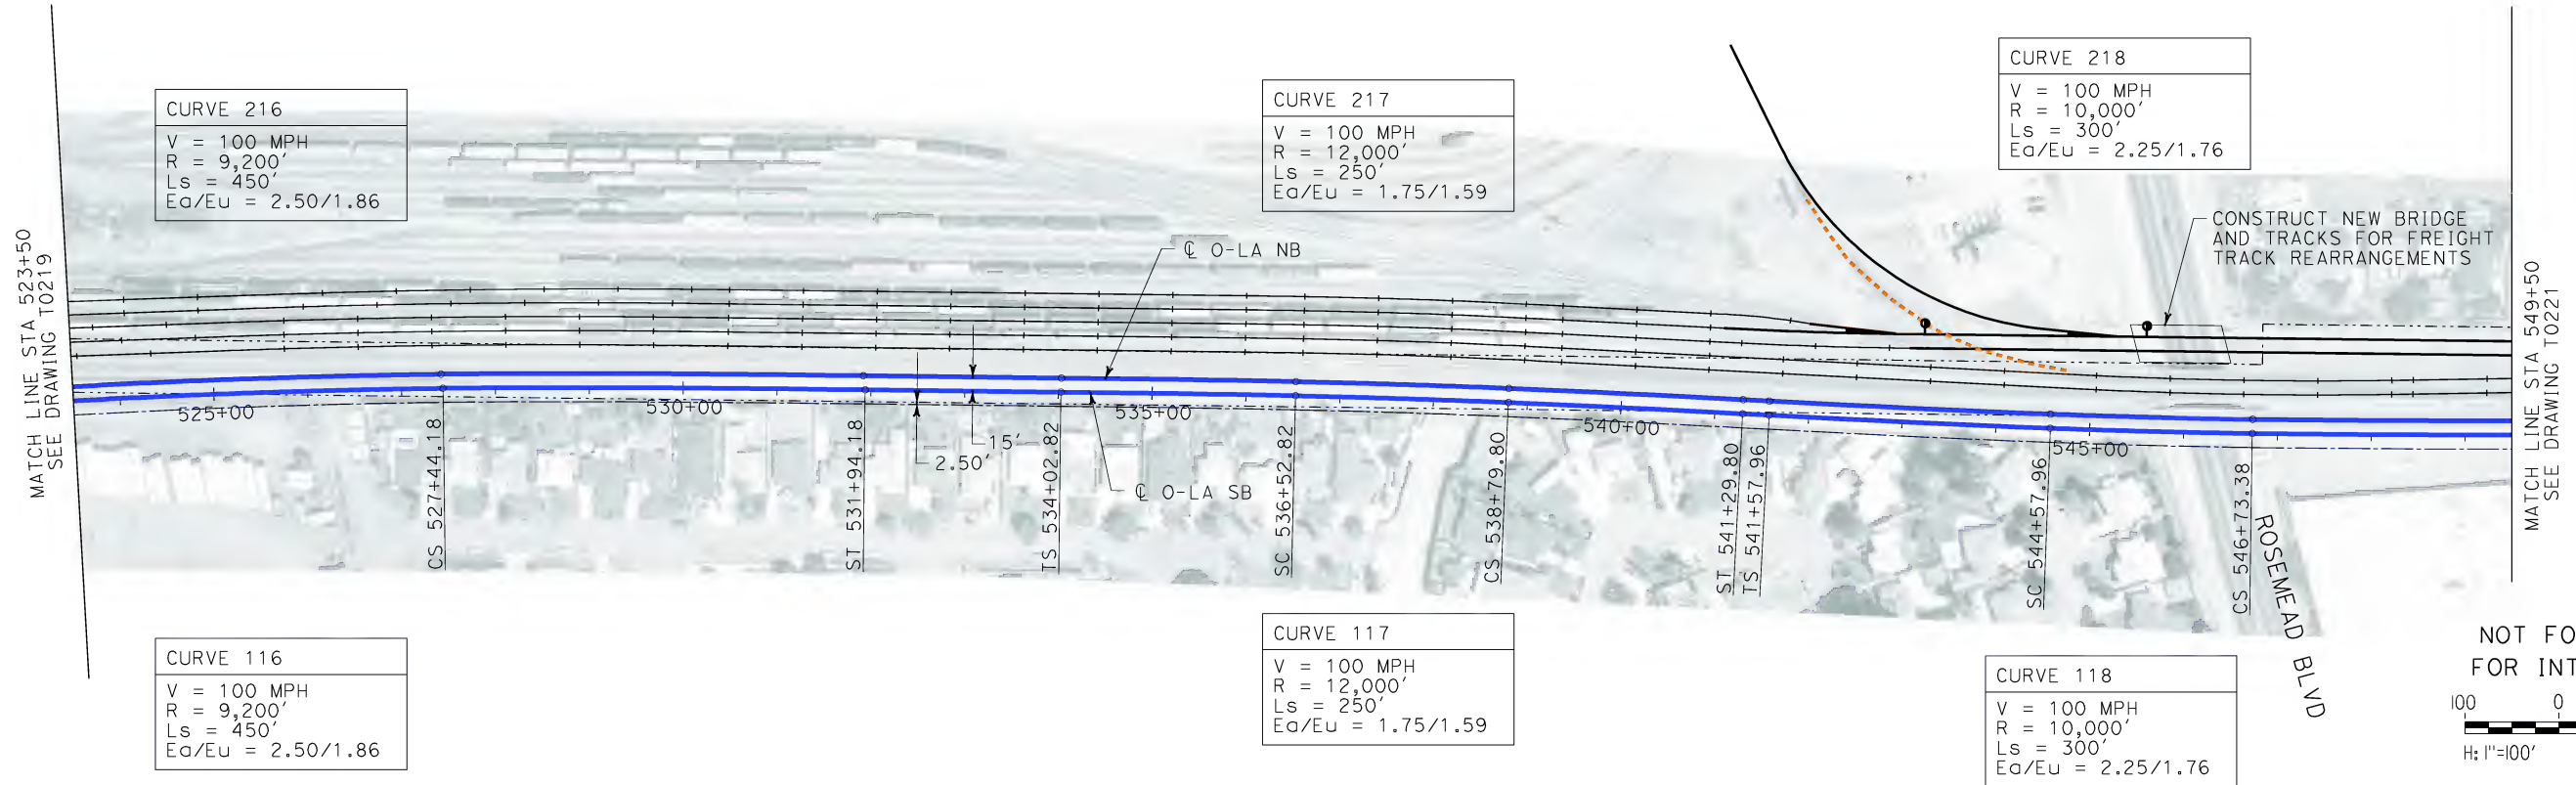 MATCH LINE STA 523+50
SEE DRAWING T0219
CURVE 216
V = 100 MPH
R = 9,200'
Ls = 450'
Ea/Eu = 2.50/1.86
CURVE 217
V = 100 MPH
R = 12,000'
Ls = 250'
Ea/Eu = 1.75/1.59
CURVE 218
V = 100 MPH
R = 10,000'
Ls = 300'
Ea/Eu = 2.25/1.76
CONSTRUCT NEW BRIDGE
AND TRACKS FOR FREIGHT
TRACK REARRANGEMENTS
℄ O-LA NB
525+00
530+00
535+00
540+00
545+00
15'
2.50'
℄ O-LA SB
CS 527+44.18
ST 531+94.18
TS 534+02.82
SC 536+52.82
CS 538+79.80
ST 541+29.80
TS 541+57.96
SC 544+57.96
CS 546+73.38
ROSEMEAD BLVD
MATCH LINE STA 549+50
SEE DRAWING T0221
CURVE 116
V = 100 MPH
R = 9,200'
Ls = 450'
Ea/Eu = 2.50/1.86
CURVE 117
V = 100 MPH
R = 12,000'
Ls = 250'
Ea/Eu = 1.75/1.59
CURVE 118
V = 100 MPH
R = 10,000'
Ls = 300'
Ea/Eu = 2.25/1.76
NOT FO
FOR INT
100 0
H: 1"=100'